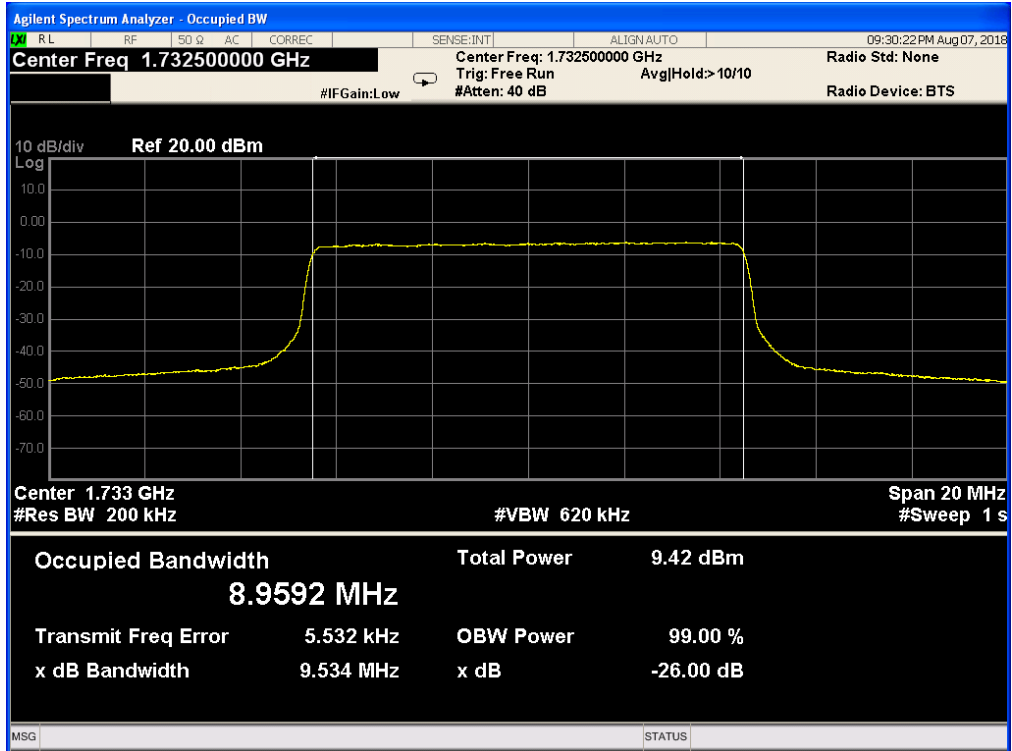 Agilent Spectrum Analyzer - Occupied BW
LXI RL RF 50 Ω AC CORREC SENSE:INT ALIGN AUTO 09:30:22 PM Aug 07, 2018
Center Freq 1.732500000 GHz Center Freq: 1.732500000 GHz Radio Std: None
Trig: Free Run Avg|Hold:>10/10
#IFGain:Low #Atten: 40 dB Radio Device: BTS
10 dB/div Ref 20.00 dBm
Log
10.0
0.00
-10.0
-20.0
-30.0
-40.0
-50.0
-60.0
-70.0
Center 1.733 GHz Span 20 MHz
#Res BW 200 kHz #VBW 620 kHz #Sweep 1 s
Occupied Bandwidth Total Power 9.42 dBm
8.9592 MHz
Transmit Freq Error 5.532 kHz OBW Power 99.00 %
x dB Bandwidth 9.534 MHz x dB -26.00 dB
MSG STATUS